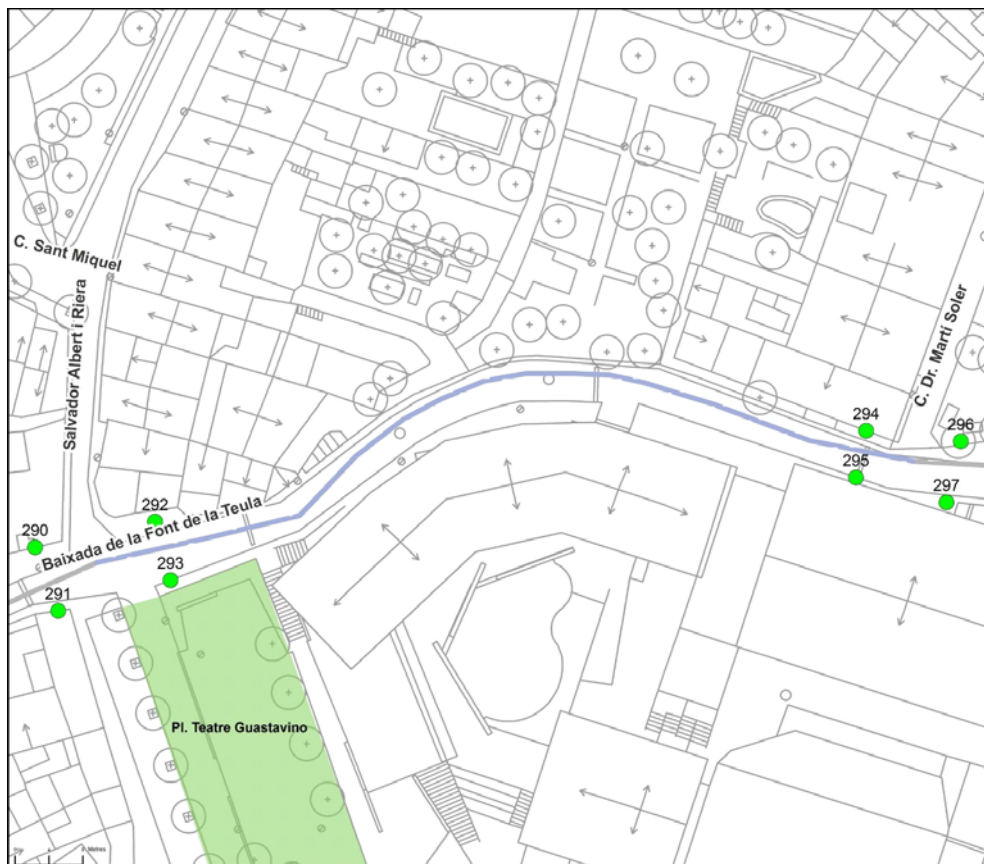 C. Sant Miquel
Salvador Albert i Riera
C. Dr. Martí Soler
294
296
295
297
292
290
Baixada de la Font de la Teula
293
291
Pl. Teatre Guastavino
Metres